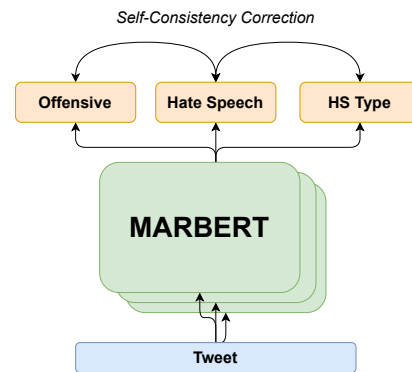 Self-Consistency Correction
Offensive
Hate Speech
HS Type
MARBERT
Tweet